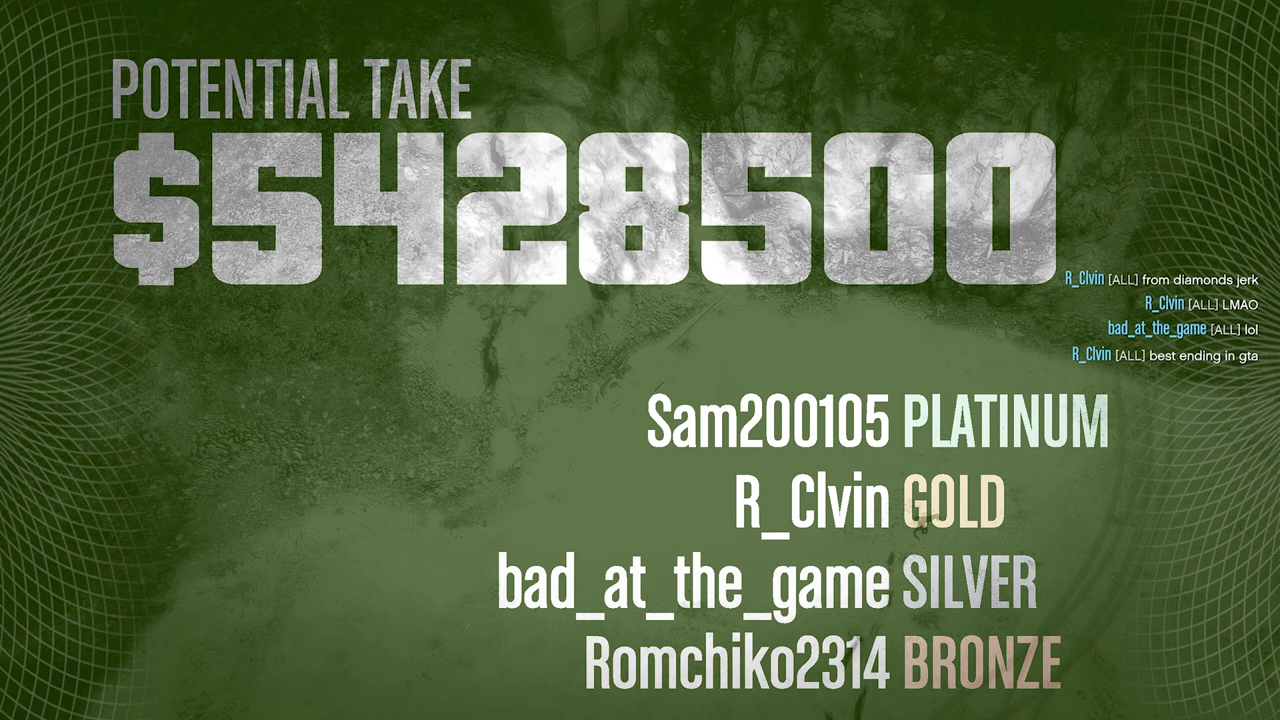 POTENTIAL TAKE
$5428500
R_Clvin [ALL] from diamonds jerk
R_Clvin [ALL] LMAO
bad_at_the_game [ALL] lol
R_Clvin [ALL] best ending in gta
Sam200105 PLATINUM
R_Clvin GOLD
bad_at_the_game SILVER
Romchiko2314 BRONZE